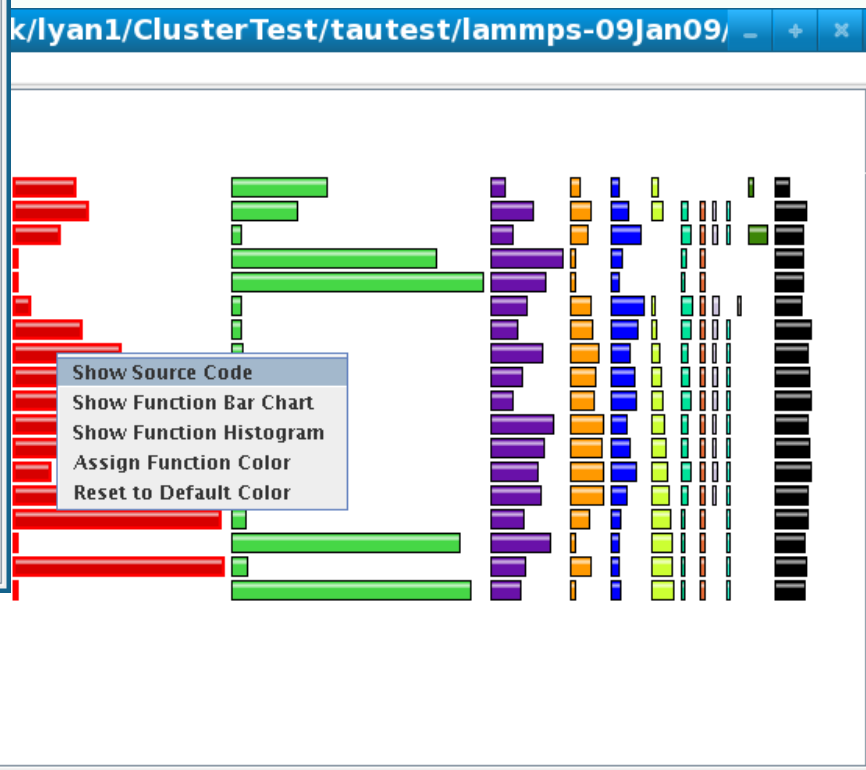 k/lyan1/ClusterTest/tautest/lammps-09Jan09/
Show Source Code
Show Function Bar Chart
Show Function Histogram
Assign Function Color
Reset to Default Color